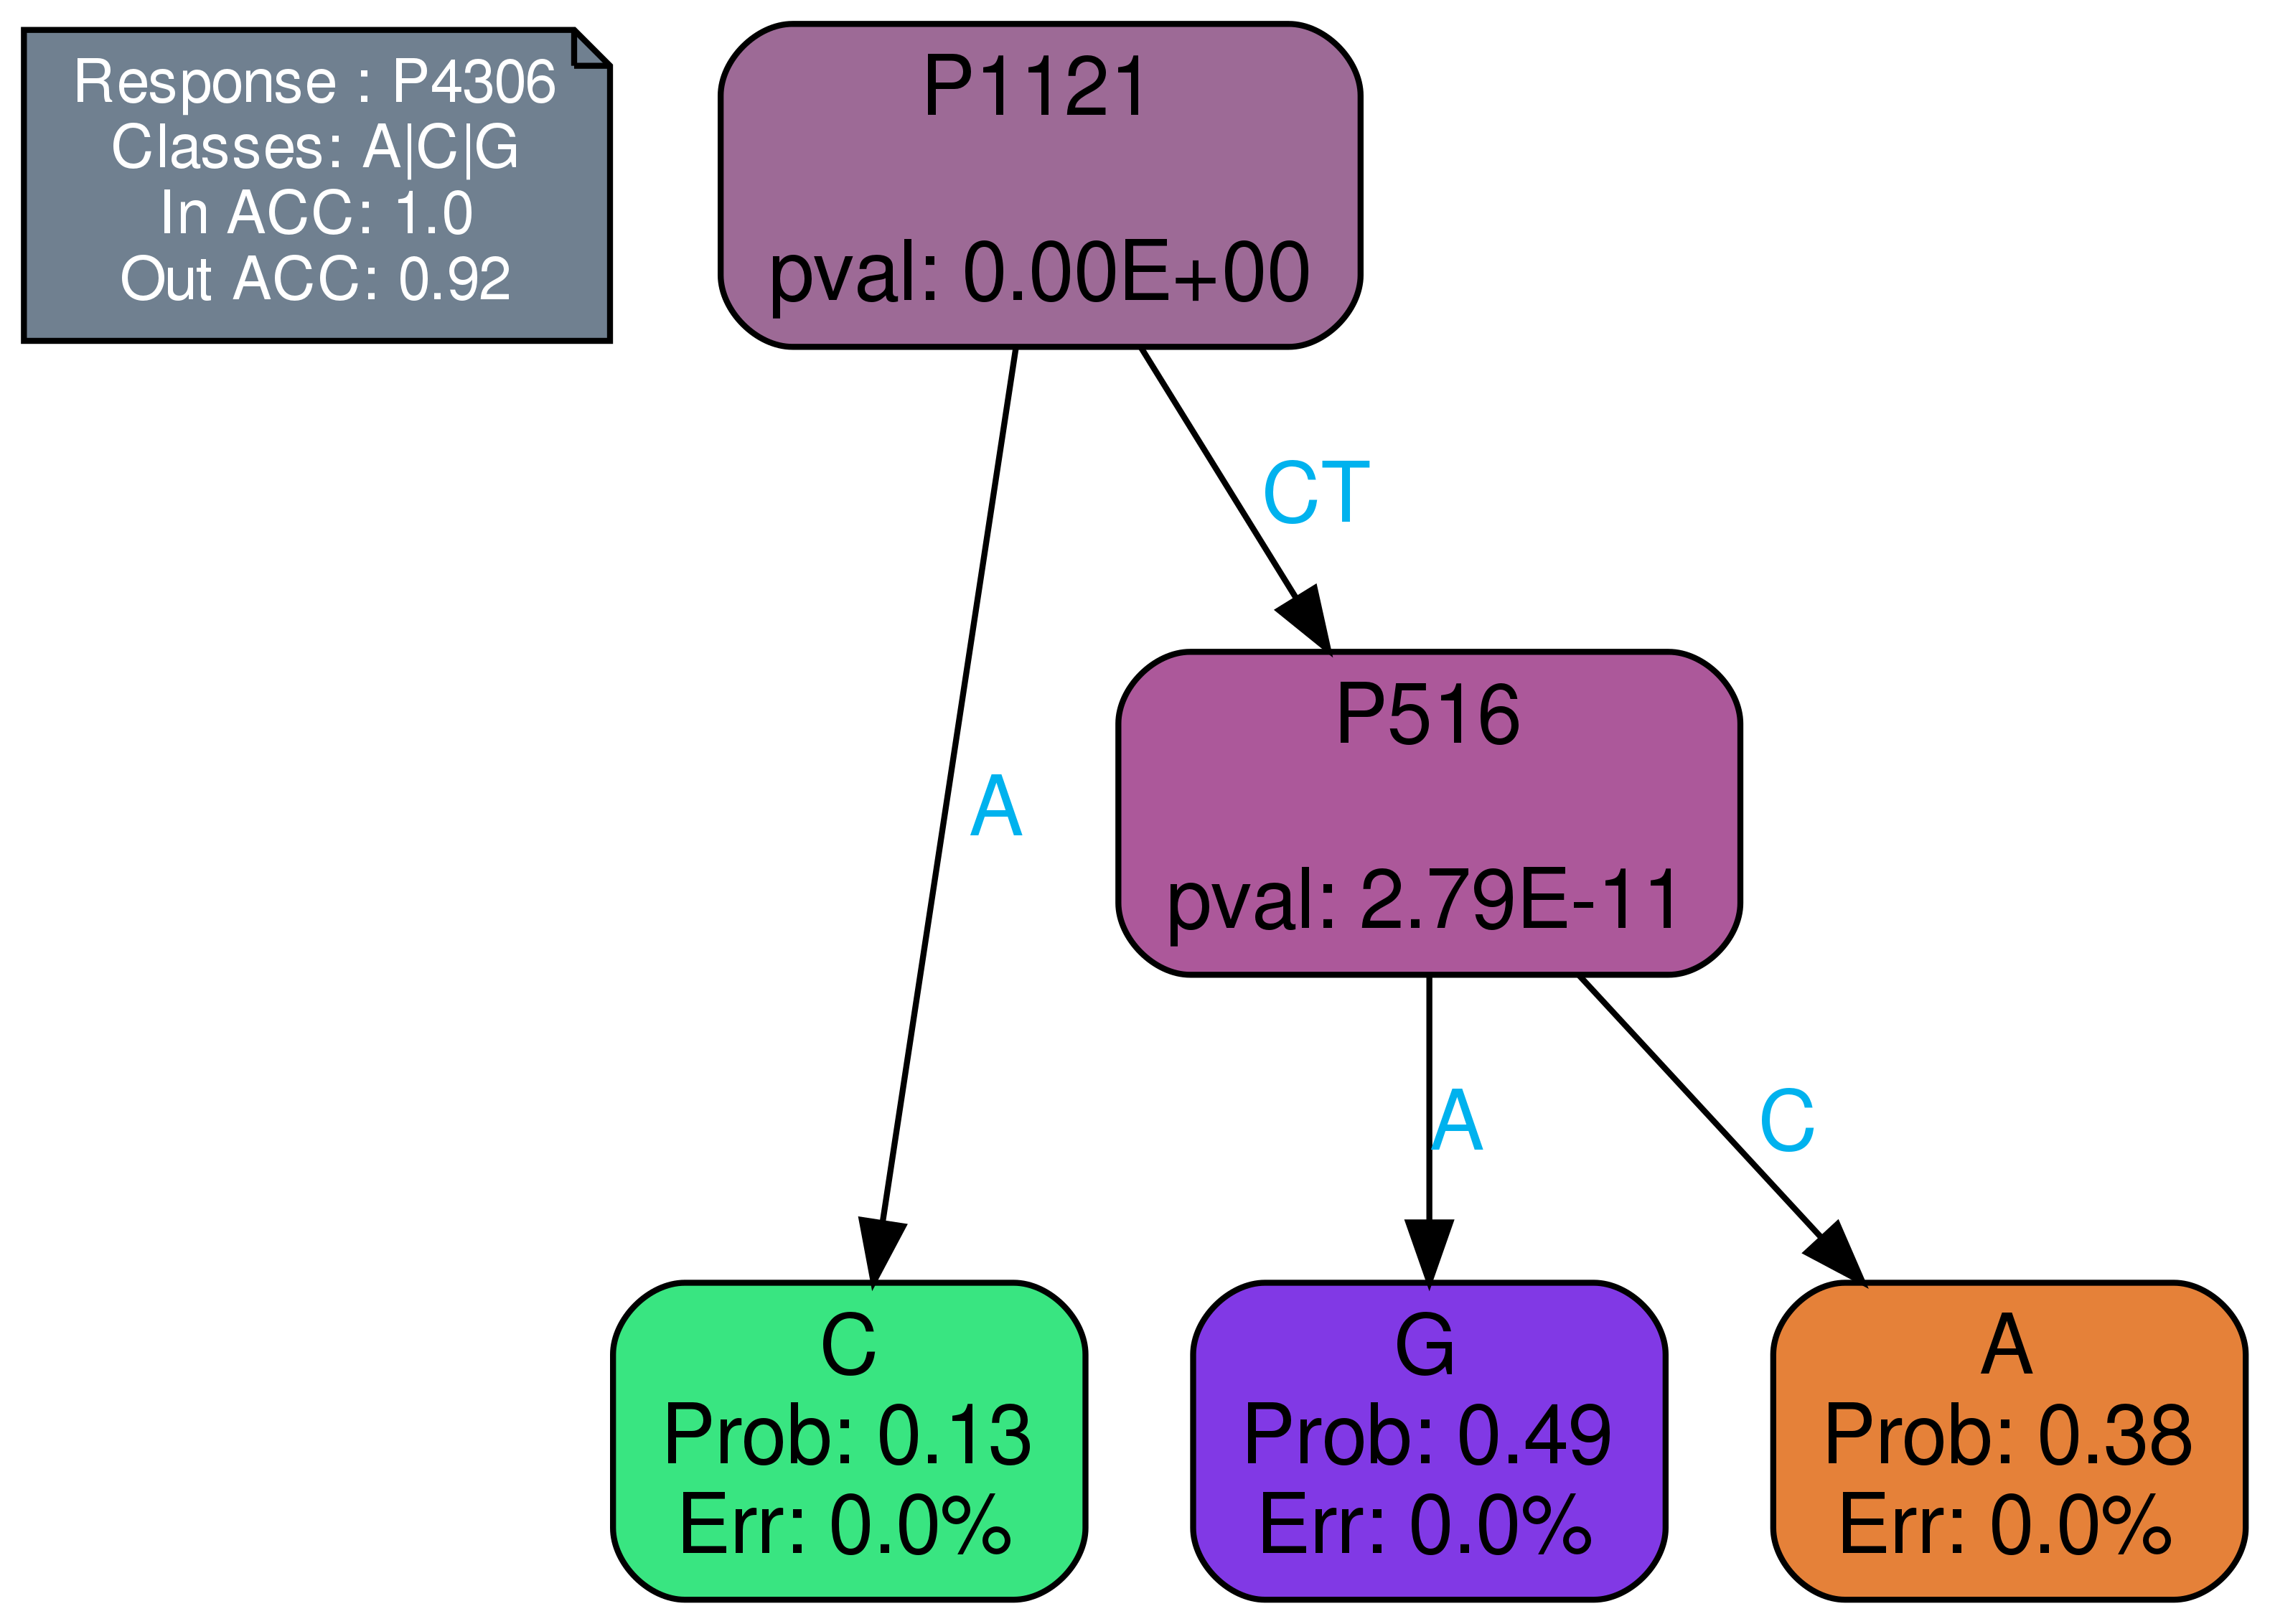 Response : P4306
Classes: A|C|G
In ACC: 1.0
Out ACC: 0.92
P1121
pval: 0.00E+00
CT
P516
pval: 2.79E-11
A
A
C
C
Prob: 0.13
Err: 0.0%
G
Prob: 0.49
Err: 0.0%
A
Prob: 0.38
Err: 0.0%